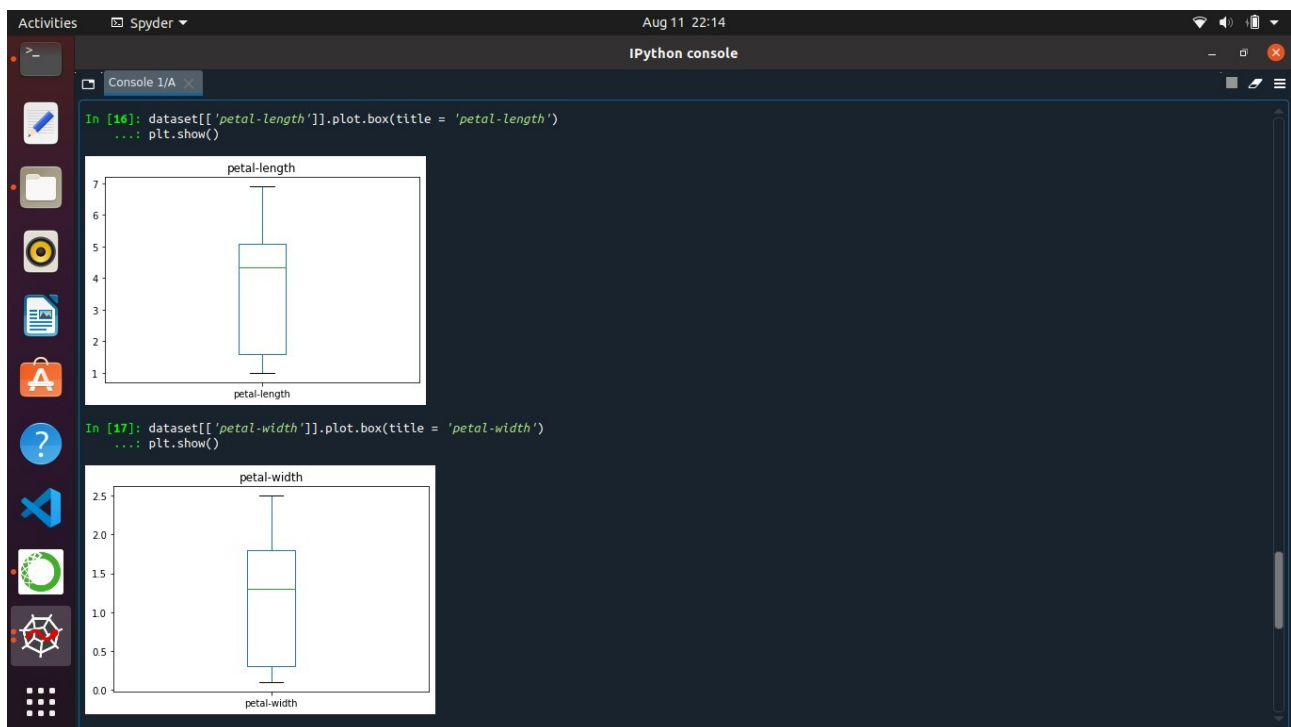 Activities Spyder Aug 11 22:14
IPython console
Console 1/A
In [16]: dataset[['petal-length']].plot.box(title = 'petal-length')
...: plt.show()
petal-length
7
6
5
4
3
2
1
petal-length
In [17]: dataset[['petal-width']].plot.box(title = 'petal-width')
...: plt.show()
petal-width
2.5
2.0
1.5
1.0
0.5
0.0
petal-width